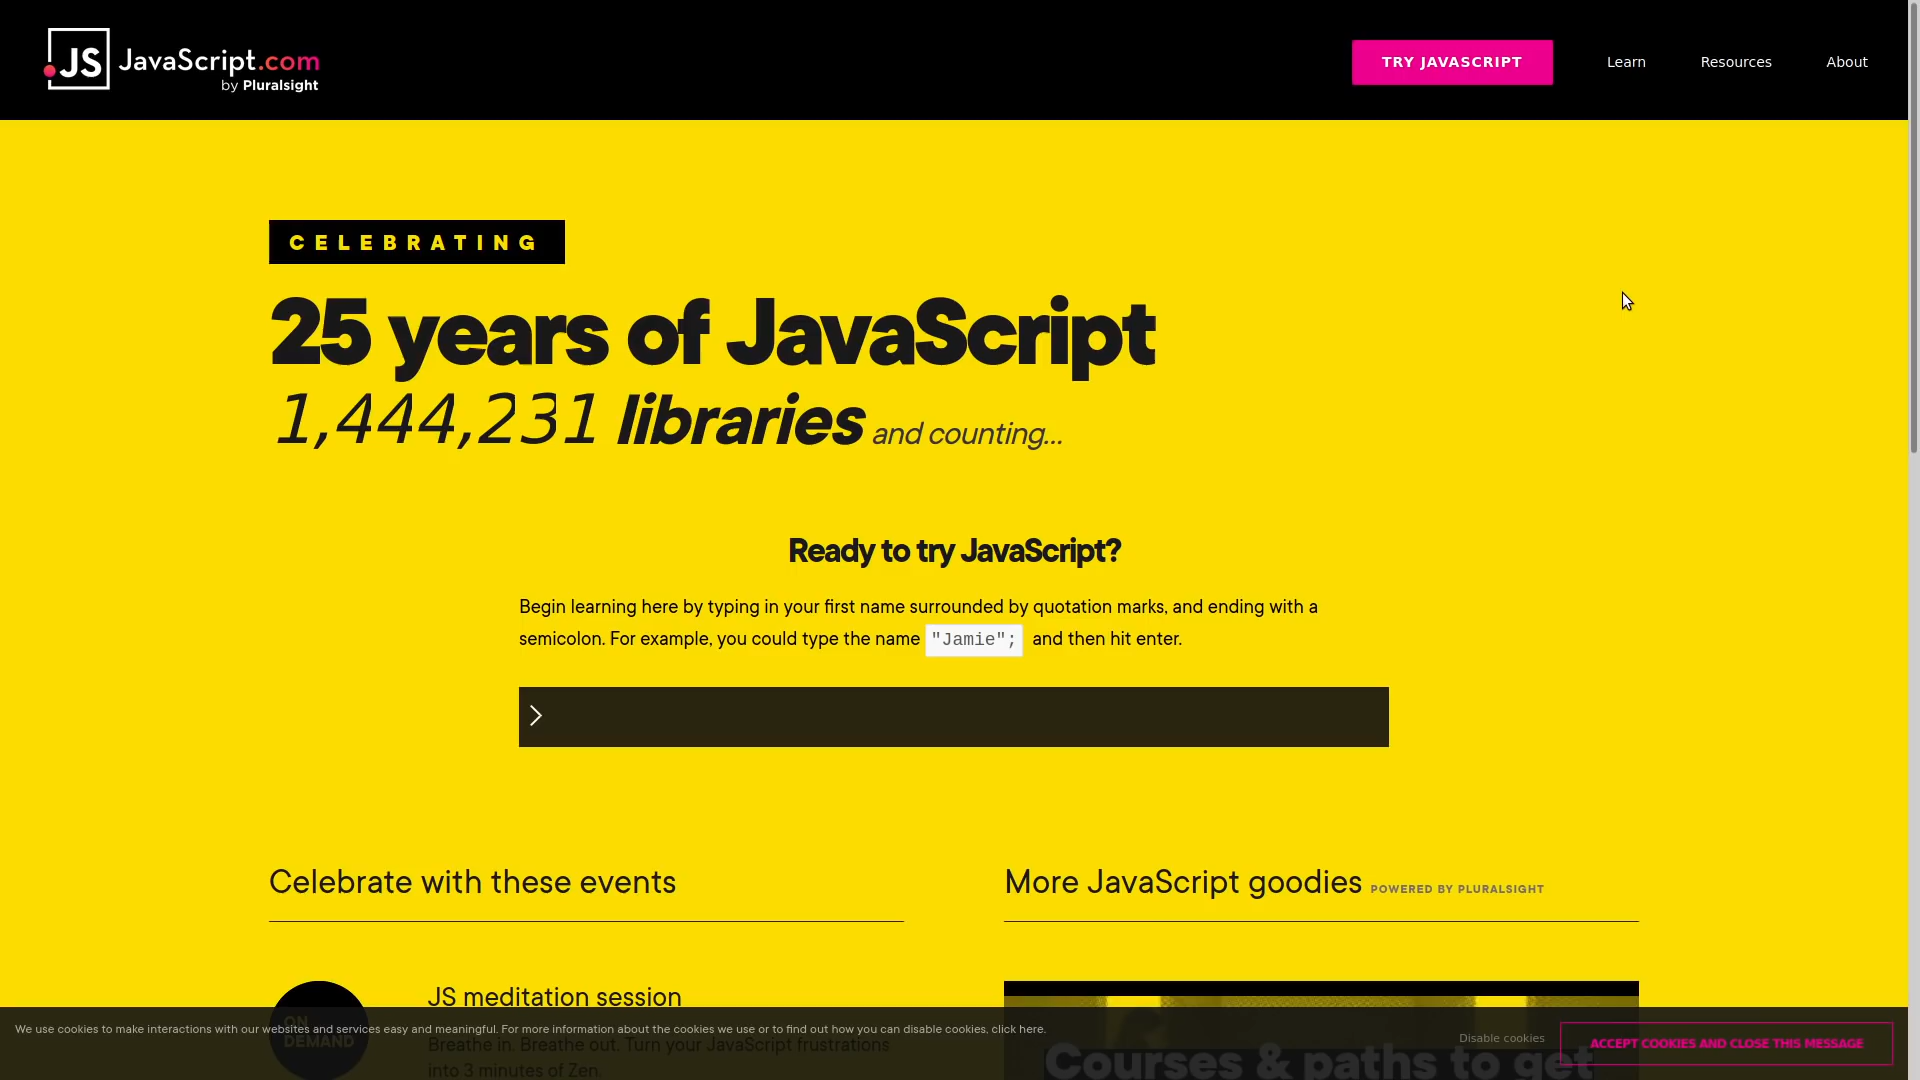 JS JavaScript.com
by Pluralsight
TRY JAVASCRIPT
Learn
Resources
About
CELEBRATING
25 years of JavaScript
1,444,231 libraries and counting...
Ready to try JavaScript?
Begin learning here by typing in your first name surrounded by quotation marks, and ending with a
semicolon. For example, you could type the name "Jamie"; and then hit enter.
Celebrate with these events
More JavaScript goodies POWERED BY PLURALSIGHT
JS meditation session
ON
DEMAND
Breathe in. Breathe out. Turn your JavaScript frustrations
into 3 minutes of Zen.
Courses & paths to get
We use cookies to make interactions with our websites and services easy and meaningful. For more information about the cookies we use or to find out how you can disable cookies, click here.
Disable cookies
ACCEPT COOKIES AND CLOSE THIS MESSAGE